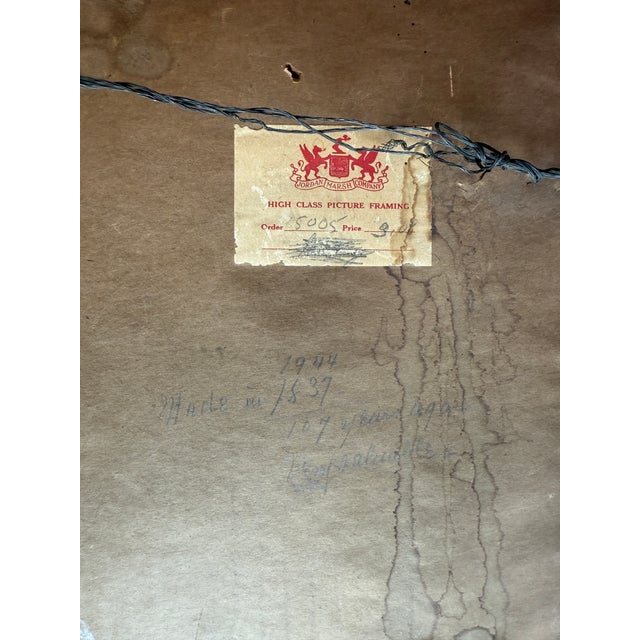 JORDAN MARSH COMPANY
HIGH CLASS PICTURE FRAMING
Order 15005 Price
1944
Made in 1837
107 years ago